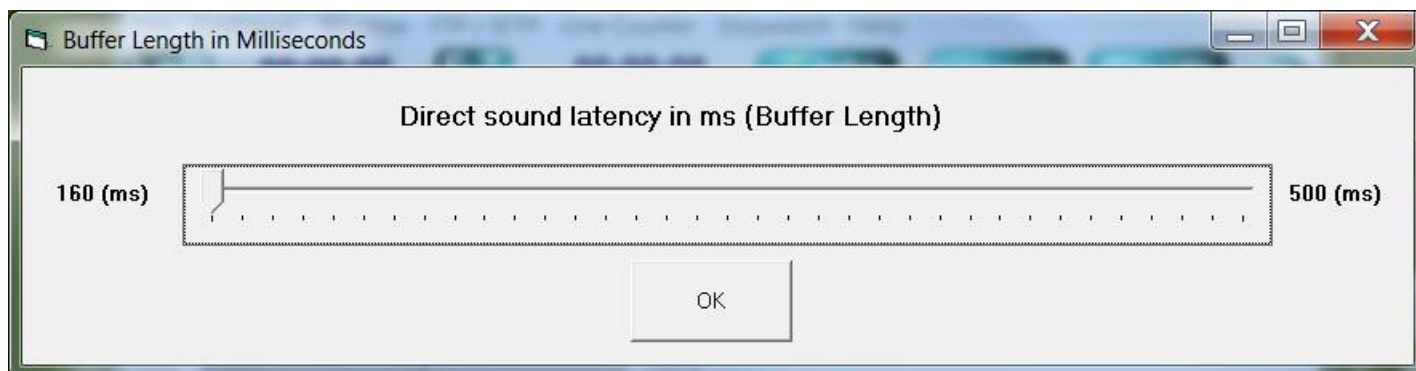 Buffer Length in Milliseconds
Direct sound latency in ms (Buffer Length)
160 (ms)
500 (ms)
OK